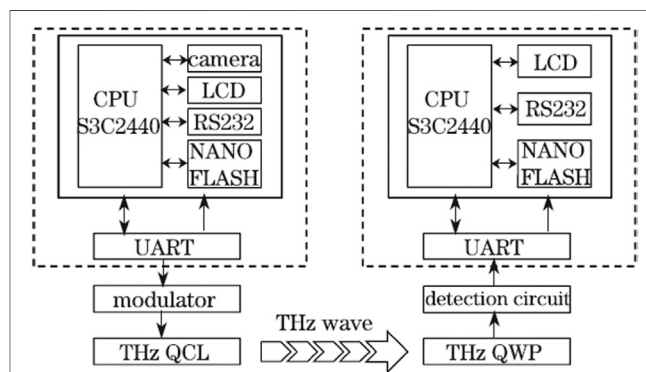 camera
CPU
S3C2440
LCD
RS232
NANO
FLASH
UART
modulator
THz QCL
THz wave
CPU
S3C2440
LCD
RS232
NANO
FLASH
UART
detection circuit
THz QWP